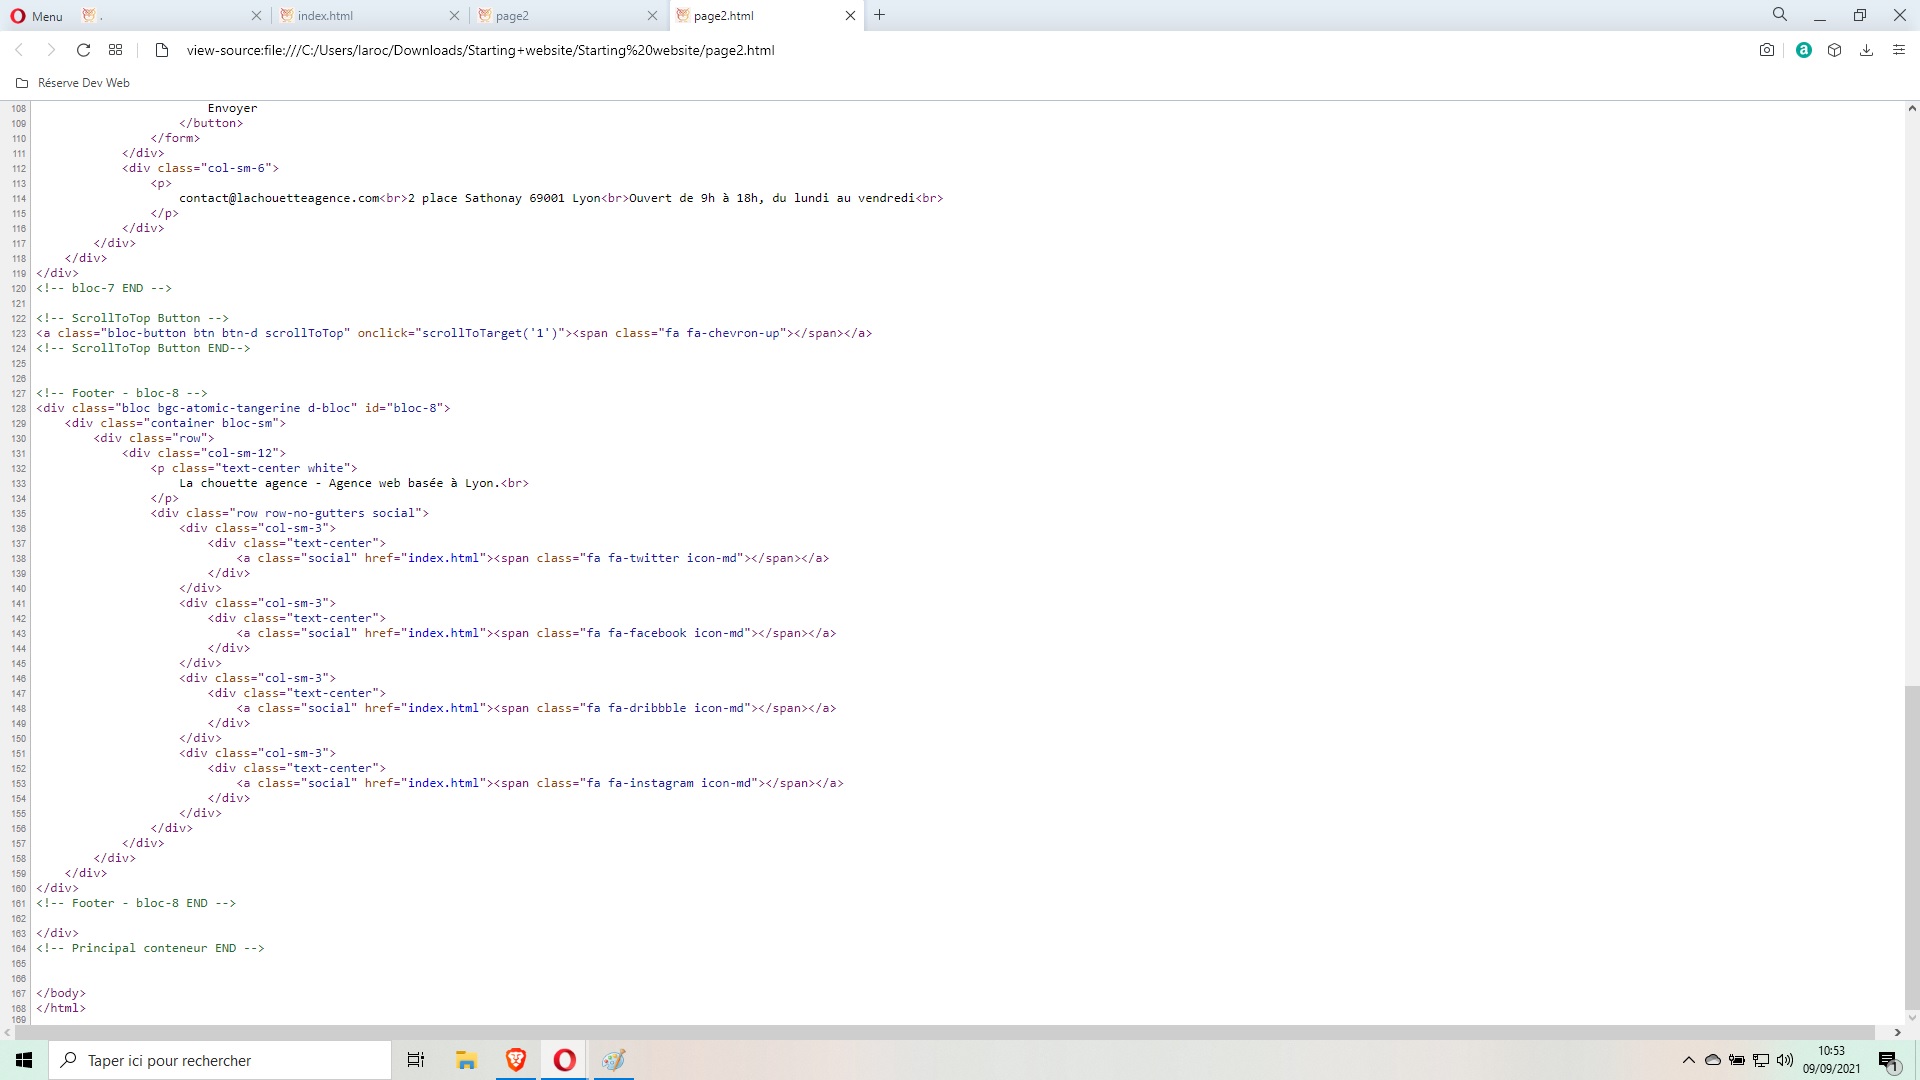 Menu
.
index.html
page2
page2.html
view-source:file:///C:/Users/laroc/Downloads/Starting+website/Starting%20website/page2.html
Réserve Dev Web
108 Envoyer
109 </button>
110 </form>
111 </div>
112 <div class="col-sm-6">
113 <p>
114 contact@lachouetteagence.com<br>2 place Sathonay 69001 Lyon<br>Ouvert de 9h à 18h, du lundi au vendredi<br>
115 </p>
116 </div>
117 </div>
118 </div>
119 </div>
120 <!-- bloc-7 END -->
121
122 <!-- ScrollToTop Button -->
123 <a class="bloc-button btn btn-d scrollToTop" onclick="scrollToTarget('1')"><span class="fa fa-chevron-up"></span></a>
124 <!-- ScrollToTop Button END-->
125
126
127 <!-- Footer - bloc-8 -->
128 <div class="bloc bgc-atomic-tangerine d-bloc" id="bloc-8">
129 <div class="container bloc-sm">
130 <div class="row">
131 <div class="col-sm-12">
132 <p class="text-center white">
133 La chouette agence - Agence web basée à Lyon.<br>
134 </p>
135 <div class="row row-no-gutters social">
136 <div class="col-sm-3">
137 <div class="text-center">
138 <a class="social" href="index.html"><span class="fa fa-twitter icon-md"></span></a>
139 </div>
140 </div>
141 <div class="col-sm-3">
142 <div class="text-center">
143 <a class="social" href="index.html"><span class="fa fa-facebook icon-md"></span></a>
144 </div>
145 </div>
146 <div class="col-sm-3">
147 <div class="text-center">
148 <a class="social" href="index.html"><span class="fa fa-dribbble icon-md"></span></a>
149 </div>
150 </div>
151 <div class="col-sm-3">
152 <div class="text-center">
153 <a class="social" href="index.html"><span class="fa fa-instagram icon-md"></span></a>
154 </div>
155 </div>
156 </div>
157 </div>
158 </div>
159 </div>
160 </div>
161 <!-- Footer - bloc-8 END -->
162
163 </div>
164 <!-- Principal conteneur END -->
165
166
167 </body>
168 </html>
169
Taper ici pour rechercher
10:53
09/09/2021
1